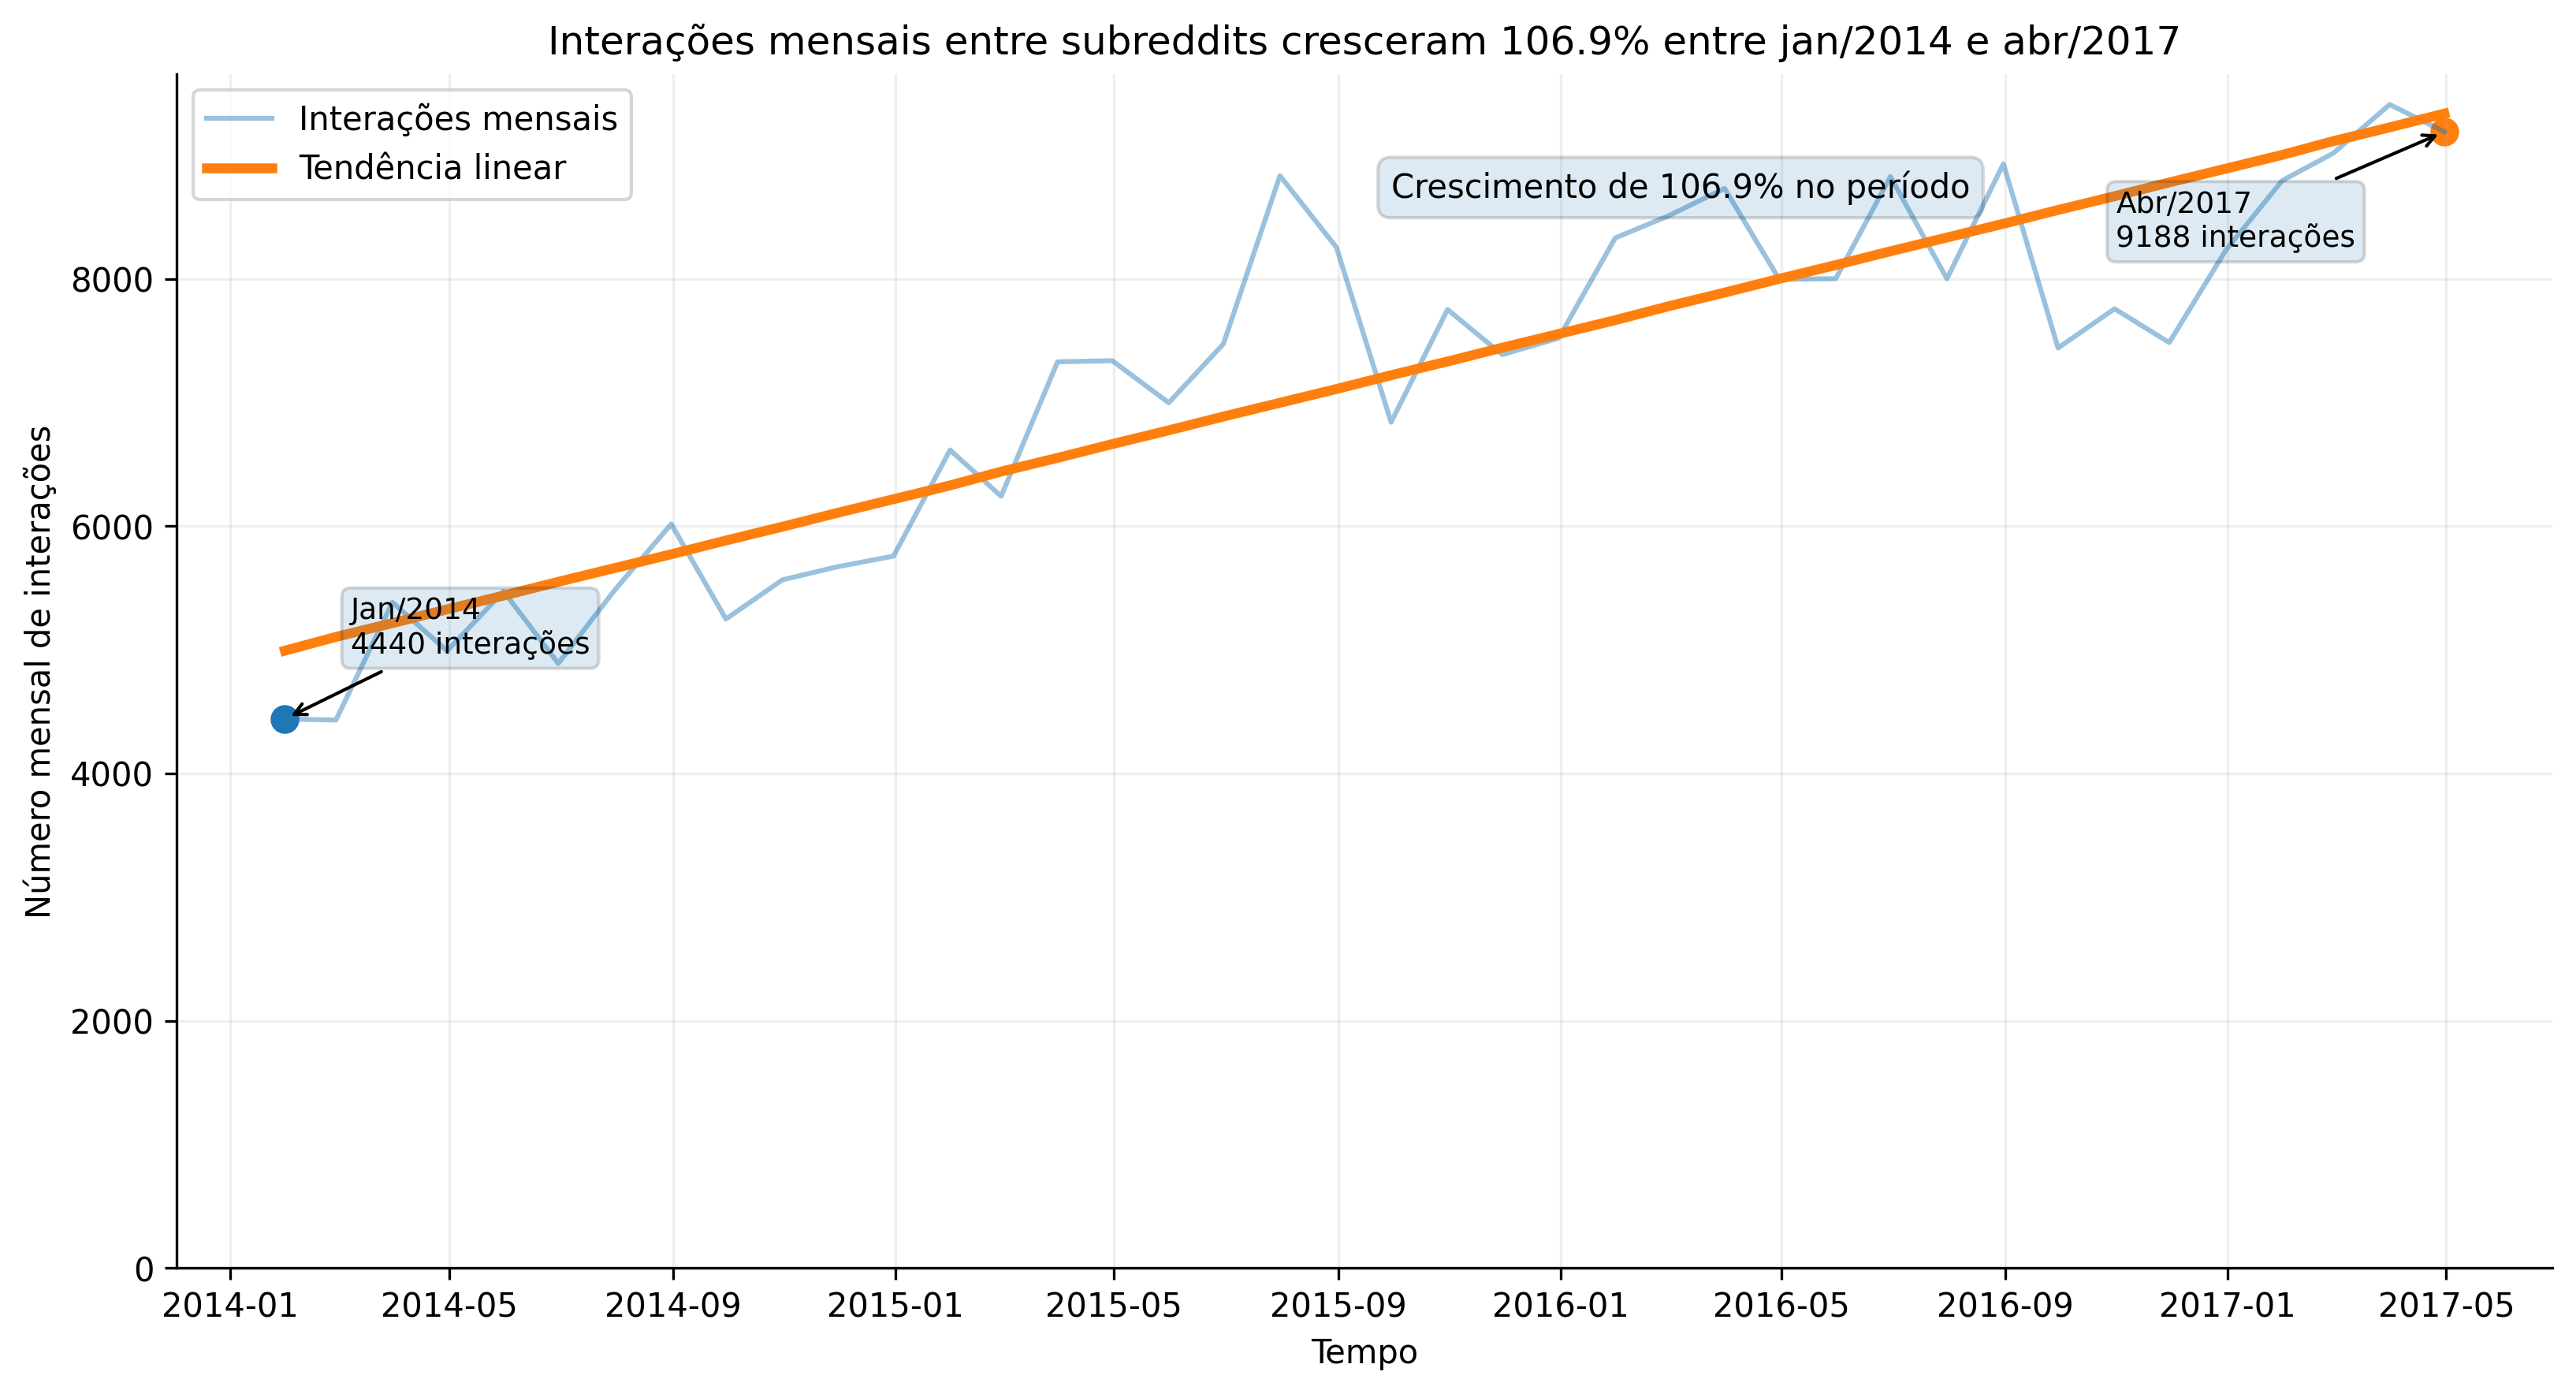 Interações mensais entre subreddits cresceram 106.9% entre jan/2014 e abr/2017
Interações mensais
Tendência linear
Crescimento de 106.9% no período
Abr/2017
9188 interações
Jan/2014
4440 interações
Número mensal de interações
8000
6000
4000
2000
0
2014-01
2014-05
2014-09
2015-01
2015-05
2015-09
2016-01
2016-05
2016-09
2017-01
2017-05
Tempo